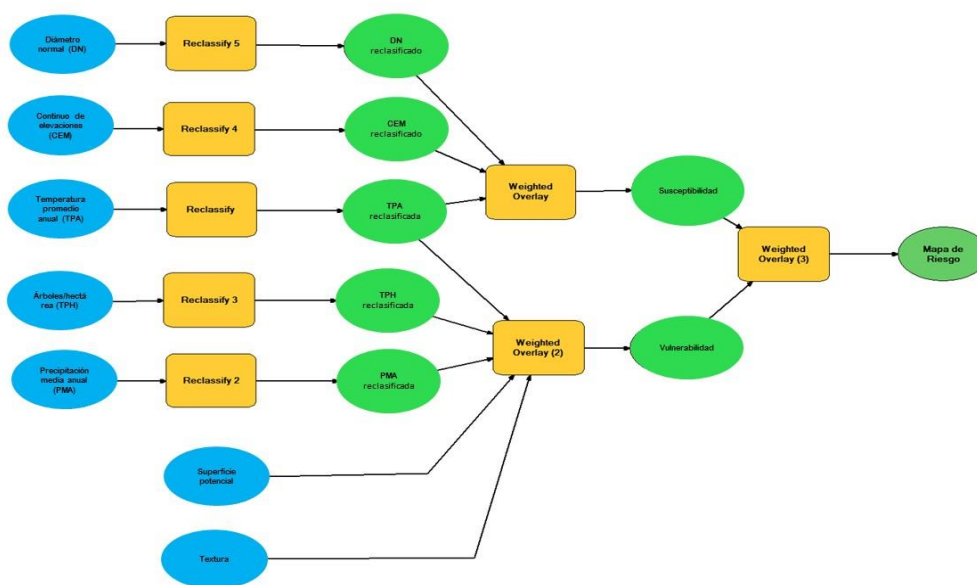 Diámetro
normal (DN)
Reclassify 5
DN
reclasificado
Continuo de
elevaciones
(CEM)
Reclassify 4
CEM
reclasificado
Temperatura
promedio
anual (TPA)
Reclassify
TPA
reclasificada
Weighted
Overlay
Susceptibilidad
Árboles/hectá
rea (TPH)
Reclassify 3
TPH
reclasificada
Weighted
Overlay (2)
Vulnerabilidad
Weighted
Overlay (3)
Mapa de
Riesgo
Precipitación
media anual
(PMA)
Reclassify 2
PMA
reclasificada
Superficie
potencial
Textura